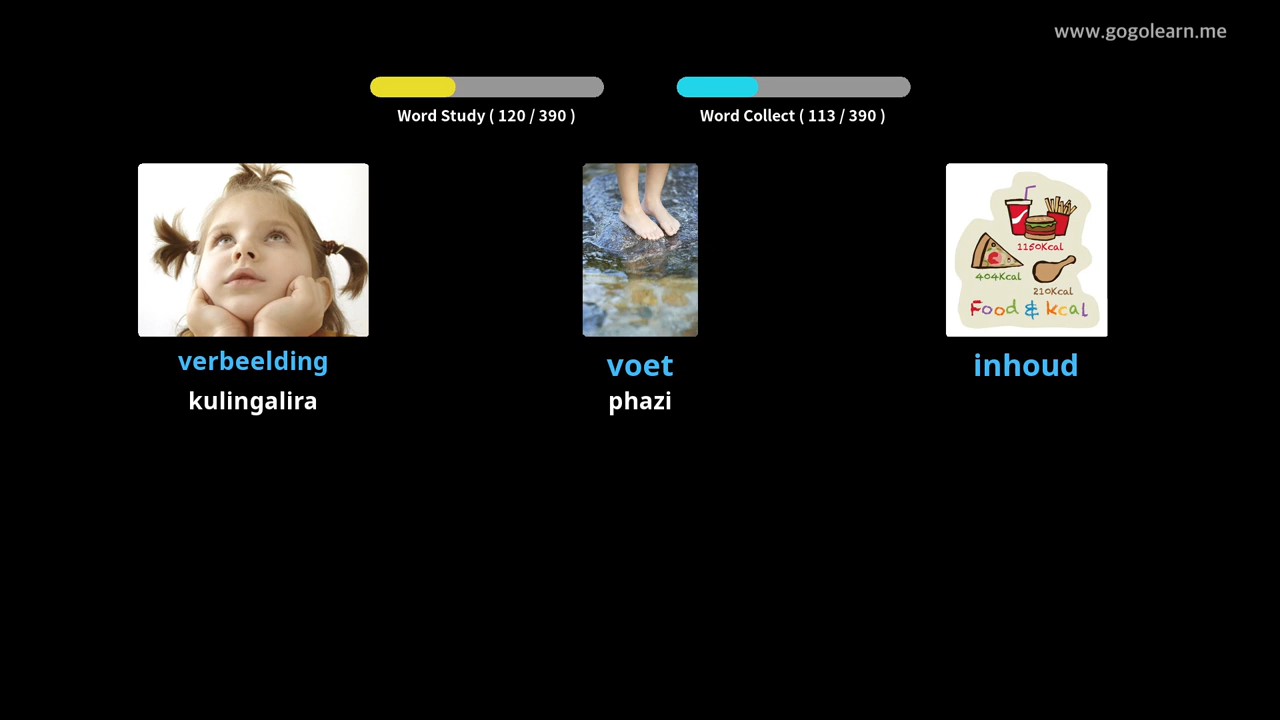 www.gogolearn.me
Word Study ( 120 / 390 )
Word Collect ( 113 / 390 )
1150Kcal
404Kcal
210Kcal
Food & kcal
verbeelding
voet
inhoud
kulingalira
phazi